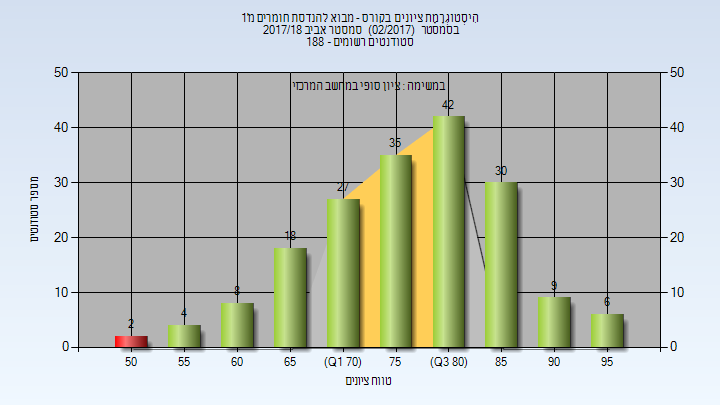 היסטוגרמת ציונים בקורס - מבוא להנדסת חומרים מ'1
בסמסטר (02/2017) סמסטר אביב 2017/18
סטודנטים רשומים - 188
במשימה : ציון סופי במחשב המרכזי
מספר סטודנטים
50 40 30 20 10 0
50 40 30 20 10 0
2 4 8 18 27 35 42 30 9 6
50 55 60 65 (Q1 70) 75 (Q3 80) 85 90 95
טווח ציונים